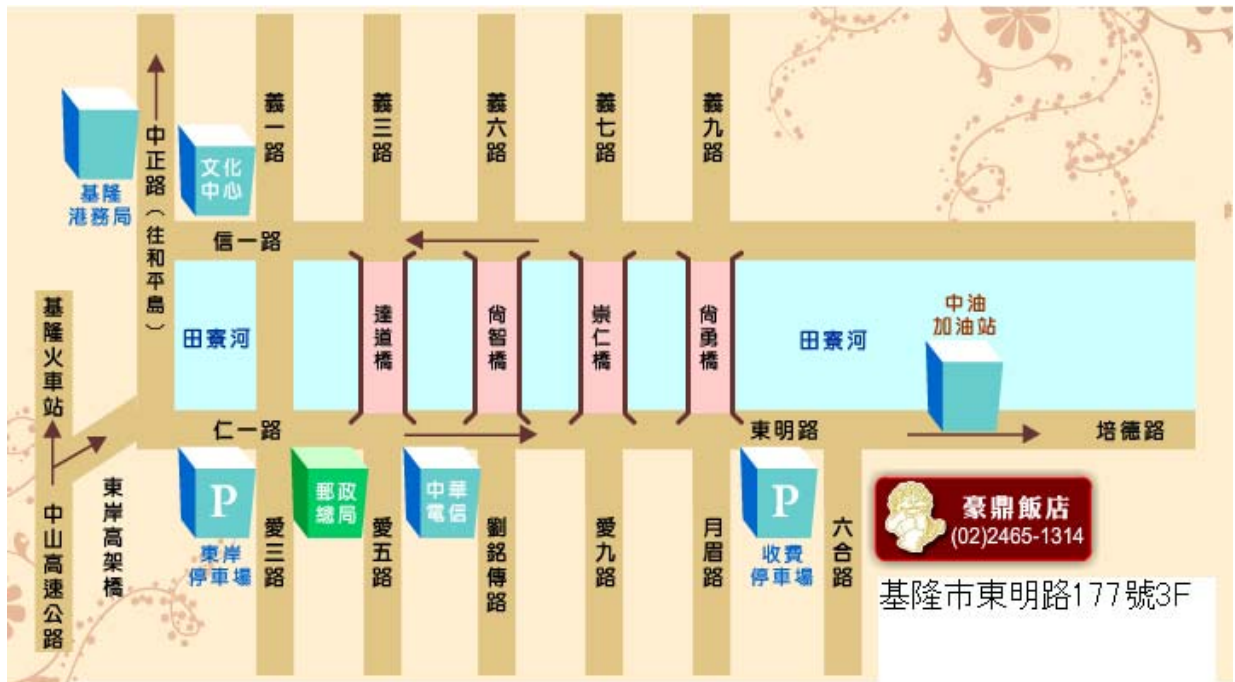 義一路
義三路
義六路
義七路
義九路
中正路（往和平島）
文化
中心
基隆
港務局
信一路
達道橋
尚智橋
崇仁橋
尚勇橋
中油
加油站
田寮河
田寮河
基隆火車站
仁一路
東明路
培德路
東岸高架橋
中山高速公路
P
東岸
停車場
愛三路
郵政
總局
愛五路
中華
電信
劉銘傳路
愛九路
月眉路
P
收費
停車場
六合路
豪鼎飯店
(02)2465-1314
基隆市東明路177號3F